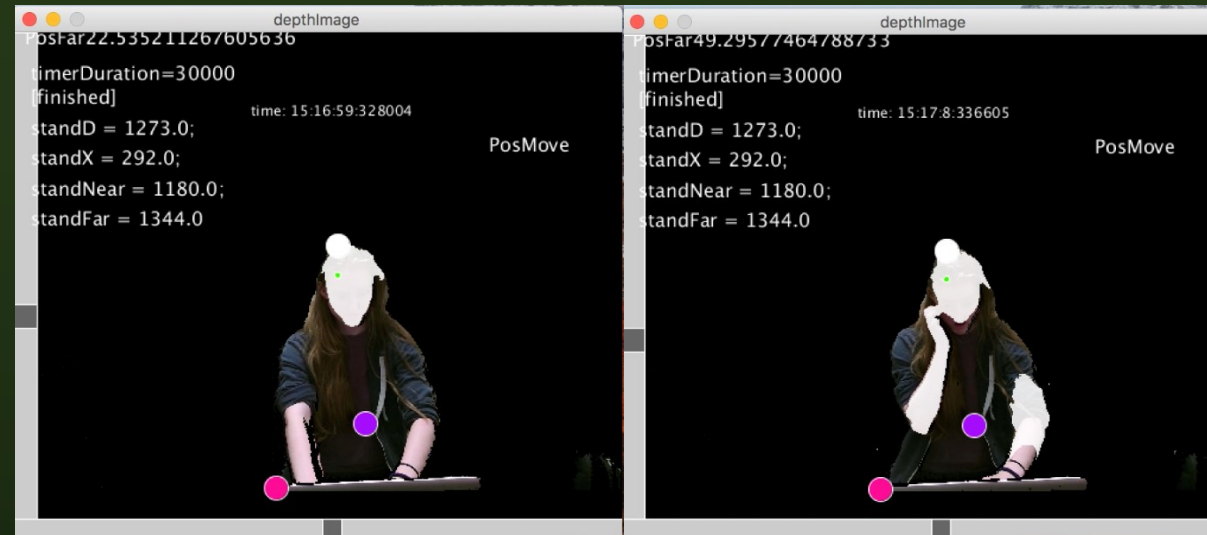 depthImage
PosFar22.535211267605636
timerDuration=30000
[finished]
time: 15:16:59:328004
standD = 1273.0;
PosMove
standX = 292.0;
standNear = 1180.0;
standFar = 1344.0
depthImage
PosFar49.29577464788733
timerDuration=30000
[finished]
time: 15:17:8:336605
standD = 1273.0;
PosMove
standX = 292.0;
standNear = 1180.0;
standFar = 1344.0